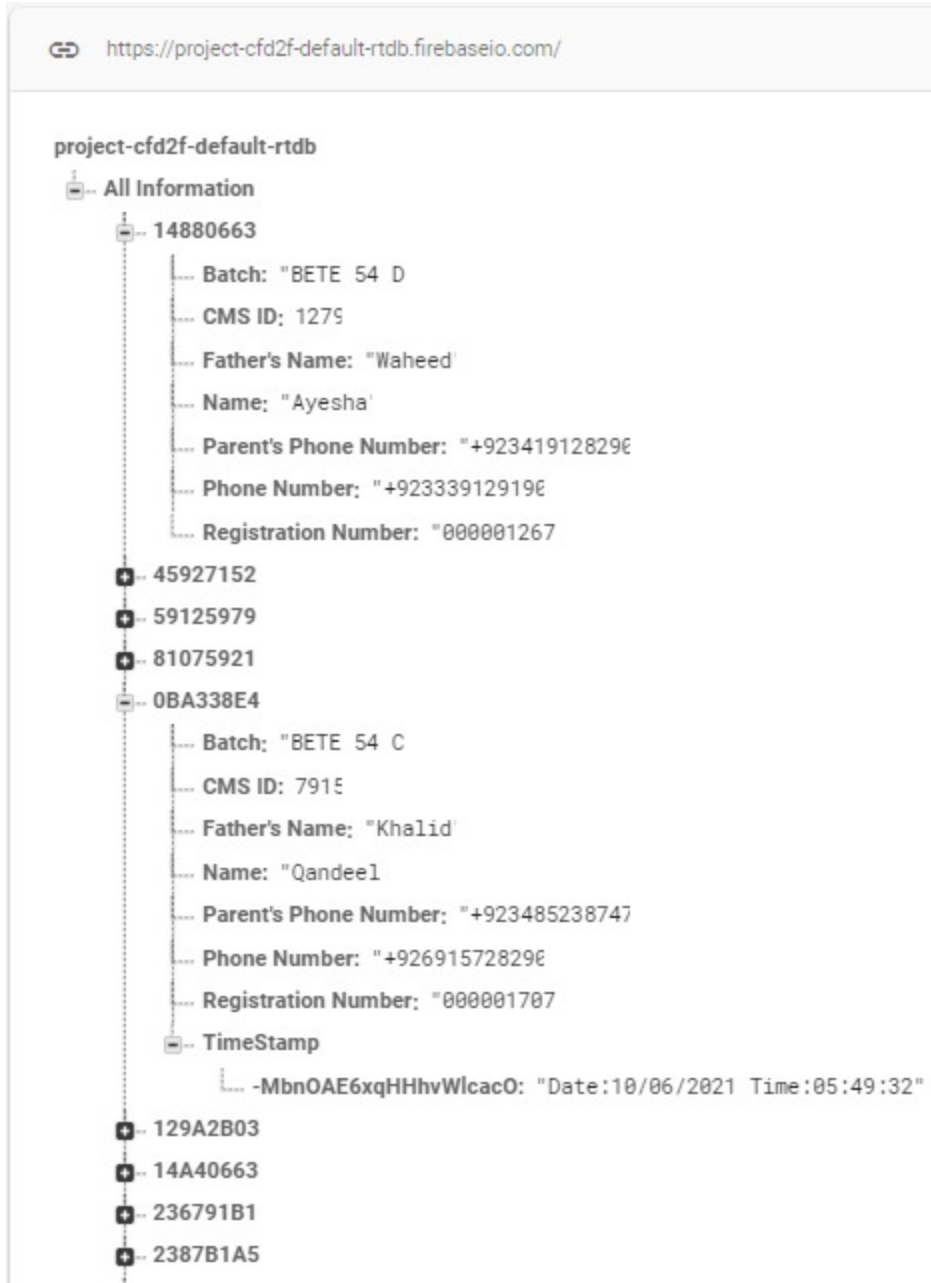 https://project-cfd2f-default-rtdb.firebaseio.com/
project-cfd2f-default-rtdb
All Information
14880663
Batch: "BETE 54 D
CMS ID: 1279
Father's Name: "Waheed'
Name: "Ayesha'
Parent's Phone Number: "+923419128290
Phone Number: "+923339129190
Registration Number: "000001267
45927152
59125979
81075921
0BA338E4
Batch: "BETE 54 C
CMS ID: 7915
Father's Name: "Khalid'
Name: "Qandeel
Parent's Phone Number: "+923485238747
Phone Number: "+926915728290
Registration Number: "000001707
TimeStamp
-MbnOAE6xqHHhvWlcacO: "Date:10/06/2021 Time:05:49:32"
129A2B03
14A40663
236791B1
2387B1A5